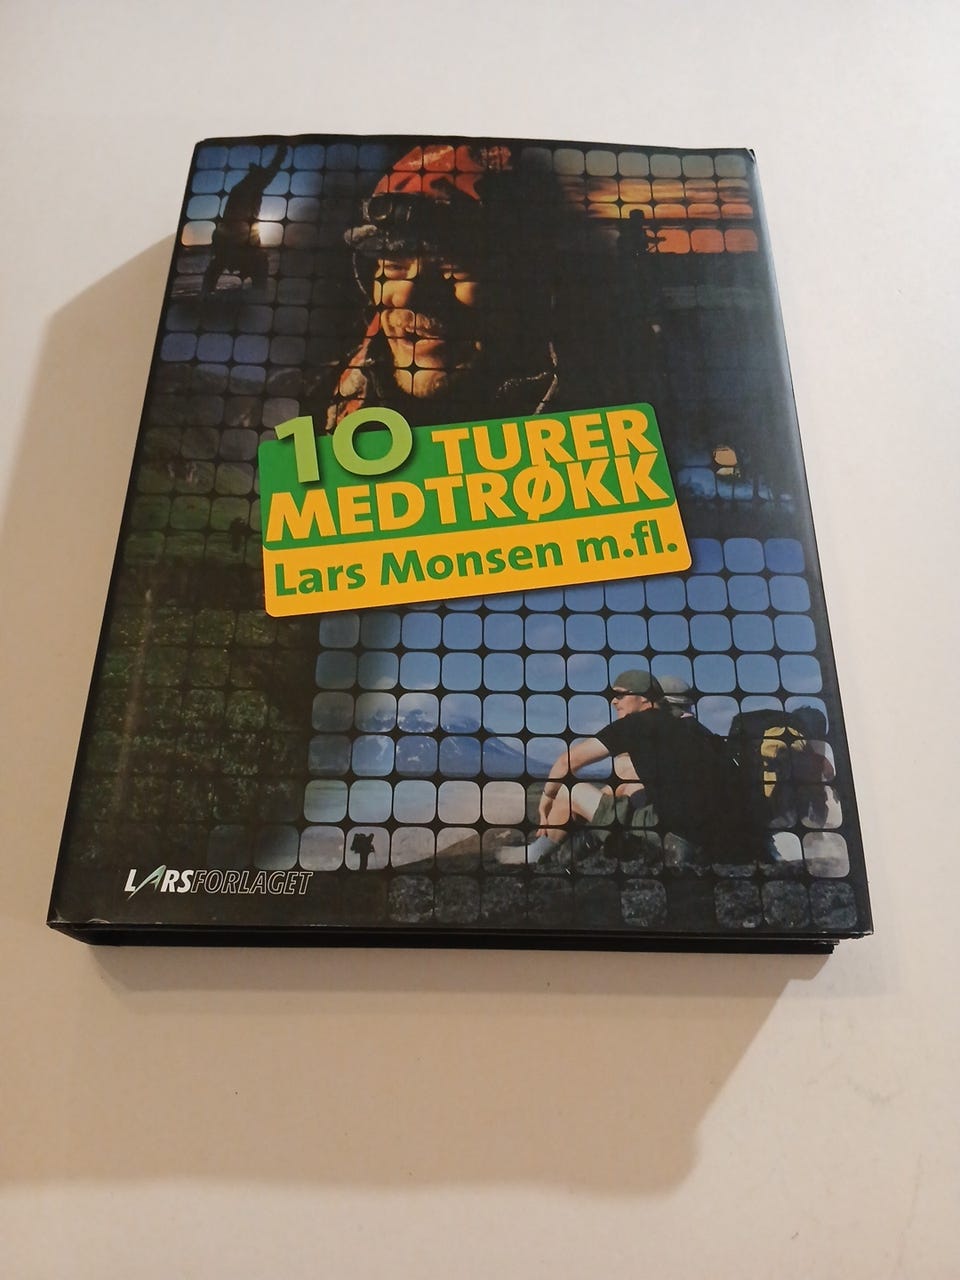 10 TURER
MEDTRØKK
Lars Monsen m.fl.
LARSFORLAGET